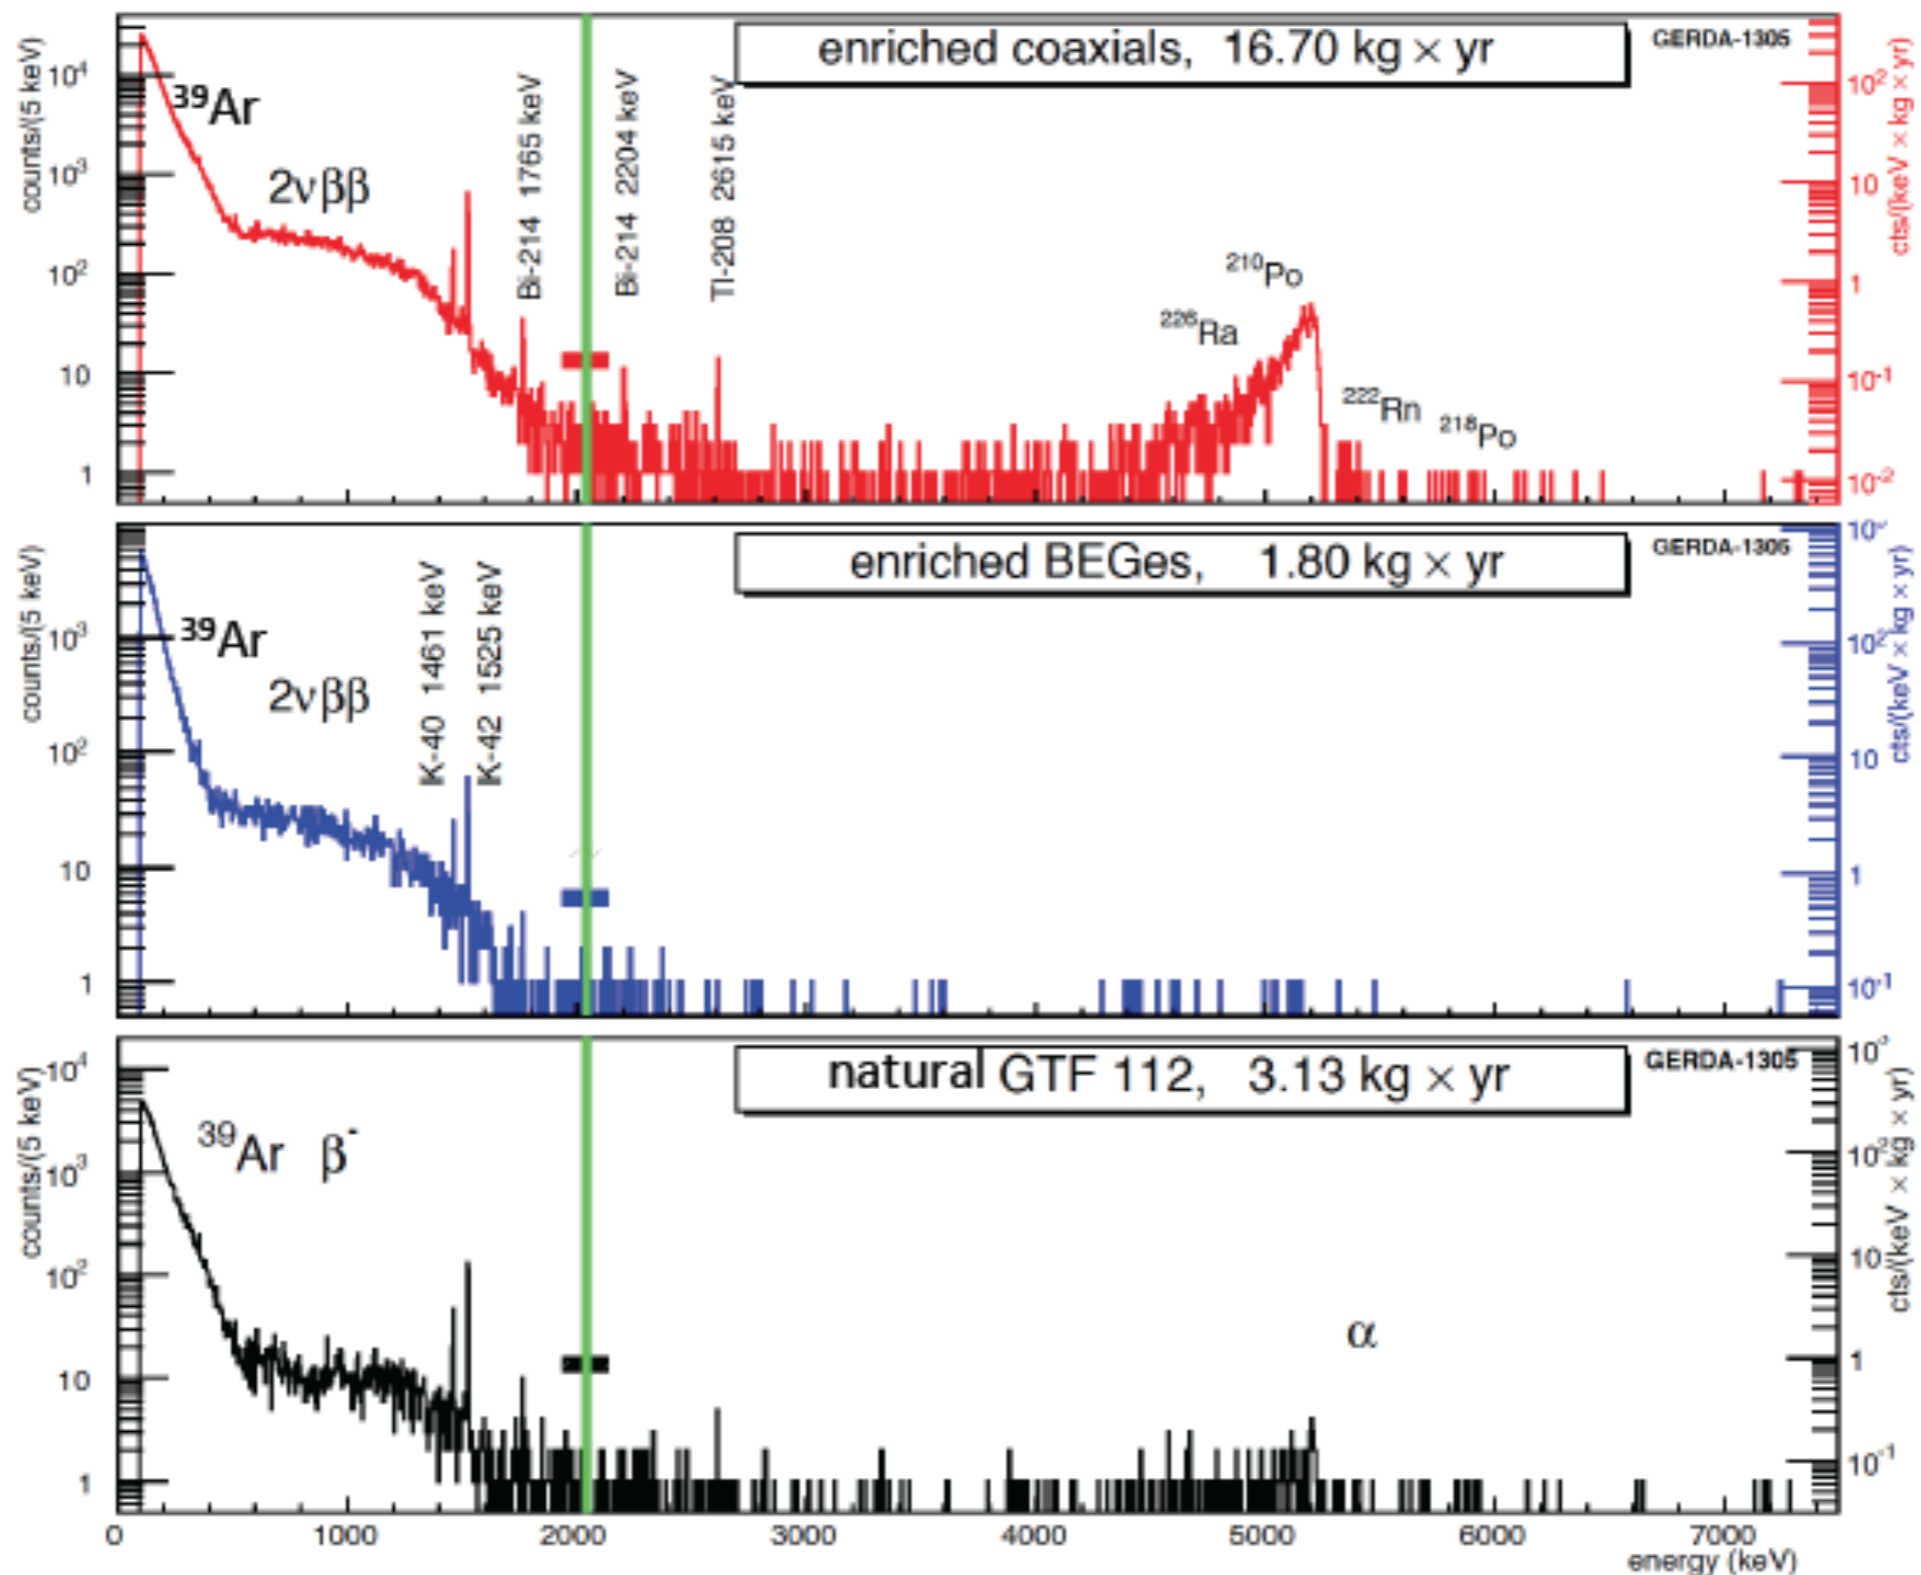 enriched coaxials, 16.70 kg × yr
GERDA-1305
counts/(5 keV)
cts/(keV × kg × yr)
10⁴
10³
10²
10
1
10²
10
1
10⁻¹
10⁻²
³⁹Ar
2νββ
Bi-214 1765 keV
Bi-214 2204 keV
Tl-208 2615 keV
²²⁶Ra
²¹⁰Po
²²²Rn
²¹⁸Po
enriched BEGes, 1.80 kg × yr
GERDA-1305
counts/(5 keV)
cts/(keV × kg × yr)
10³
10²
10
1
10³
10²
10
1
10⁻¹
³⁹Ar
2νββ
K-40 1461 keV
K-42 1525 keV
natural GTF 112, 3.13 kg × yr
GERDA-1305
counts/(5 keV)
cts/(keV × kg × yr)
10⁴
10³
10²
10
1
10³
10²
10
1
10⁻¹
³⁹Ar β⁻
α
0 1000 2000 3000 4000 5000 6000 7000
energy (keV)